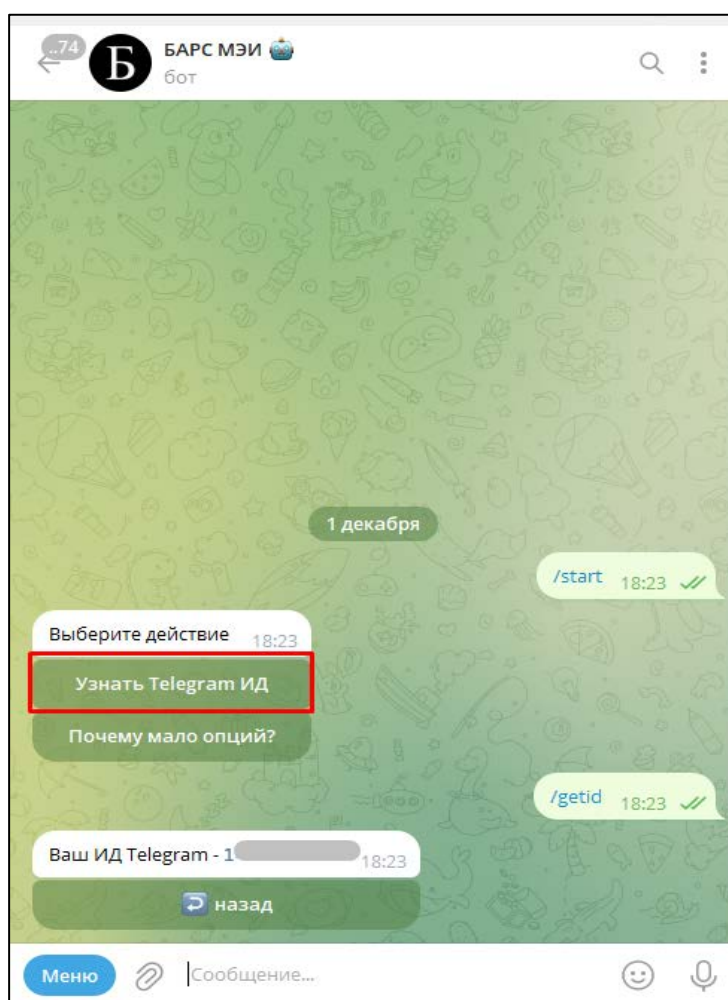 ..74
Б
БАРС МЭИ
бот
1 декабря
/start 18:23
Выберите действие 18:23
Узнать Telegram ИД
Почему мало опций?
/getid 18:23
Ваш ИД Telegram - 1 18:23
назад
Меню
Сообщение...